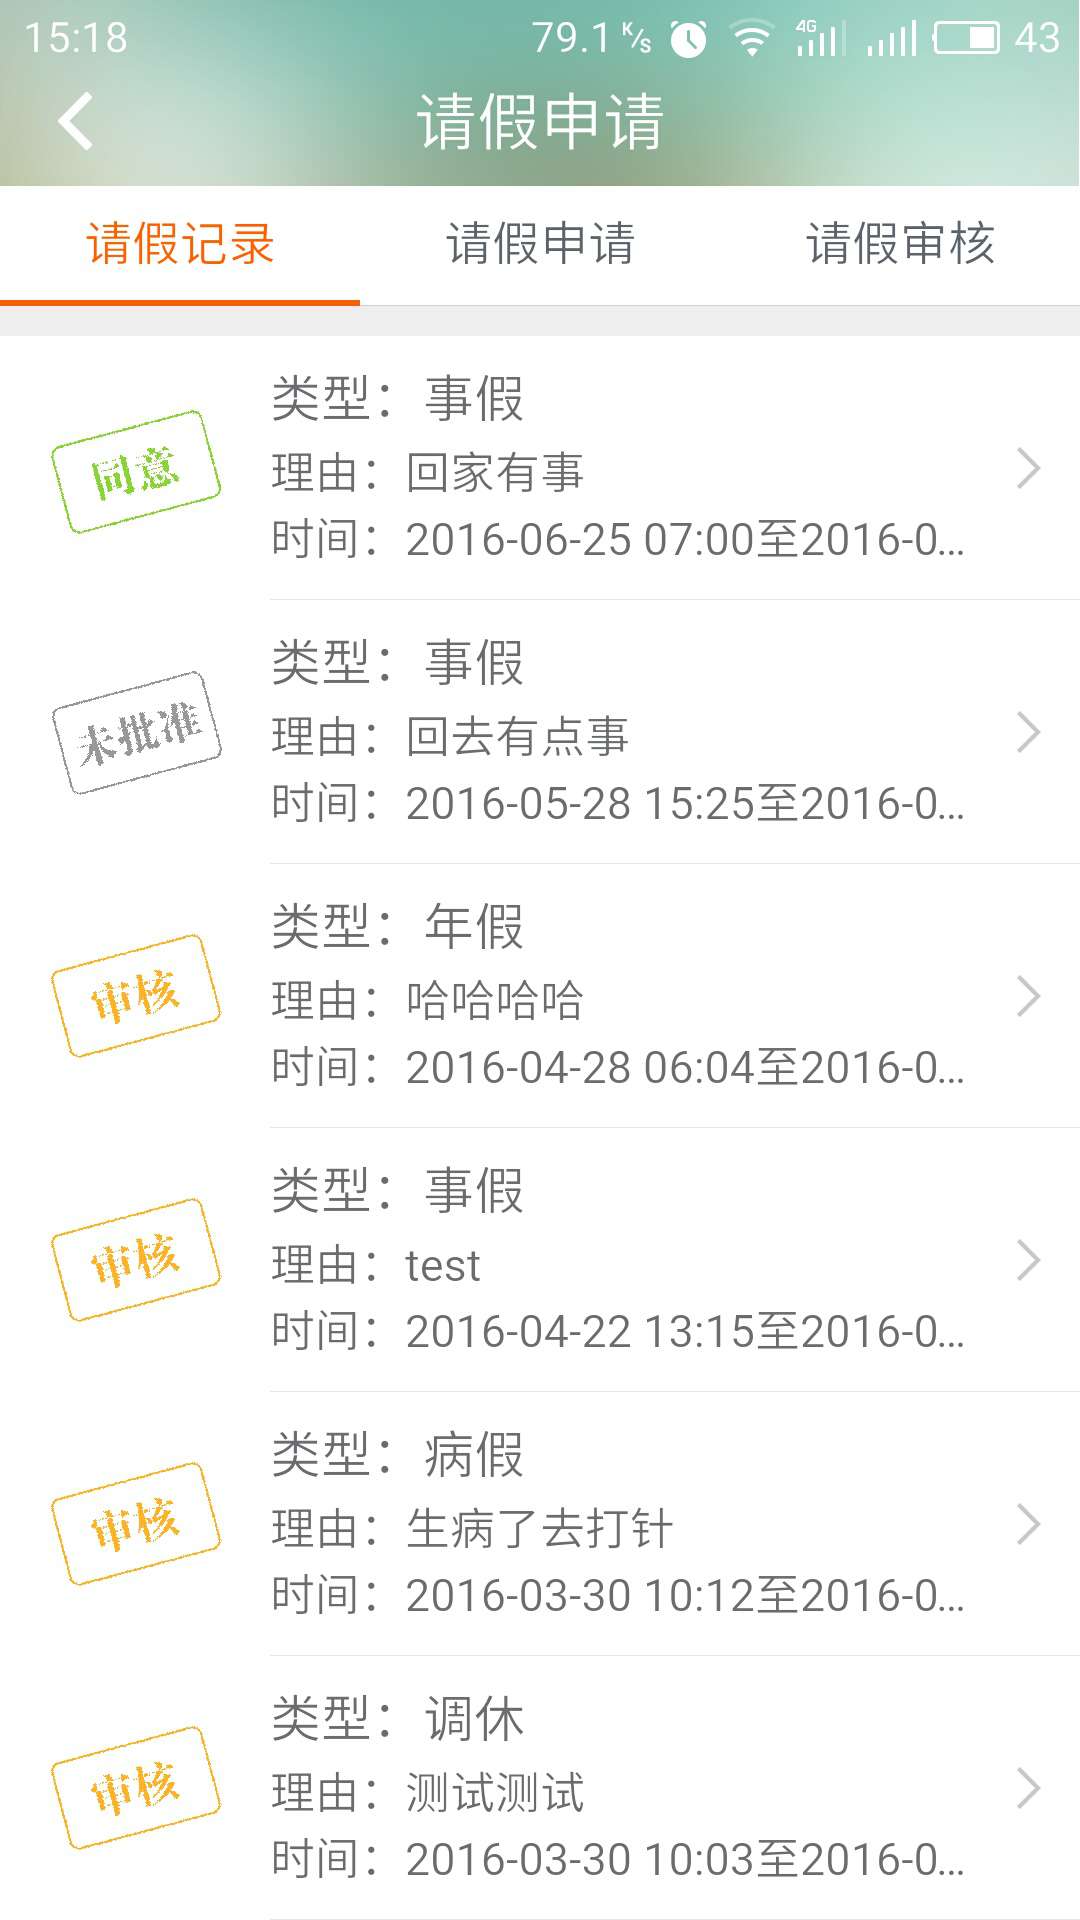 15:18 79.1 K/s 4G 43
请假申请
请假记录 请假申请 请假审核
类型：事假
同意
理由：回家有事
时间：2016-06-25 07:00至2016-0...
类型：事假
未批准
理由：回去有点事
时间：2016-05-28 15:25至2016-0...
类型：年假
审核
理由：哈哈哈哈
时间：2016-04-28 06:04至2016-0...
类型：事假
审核
理由：test
时间：2016-04-22 13:15至2016-0...
类型：病假
审核
理由：生病了去打针
时间：2016-03-30 10:12至2016-0...
类型：调休
审核
理由：测试测试
时间：2016-03-30 10:03至2016-0...